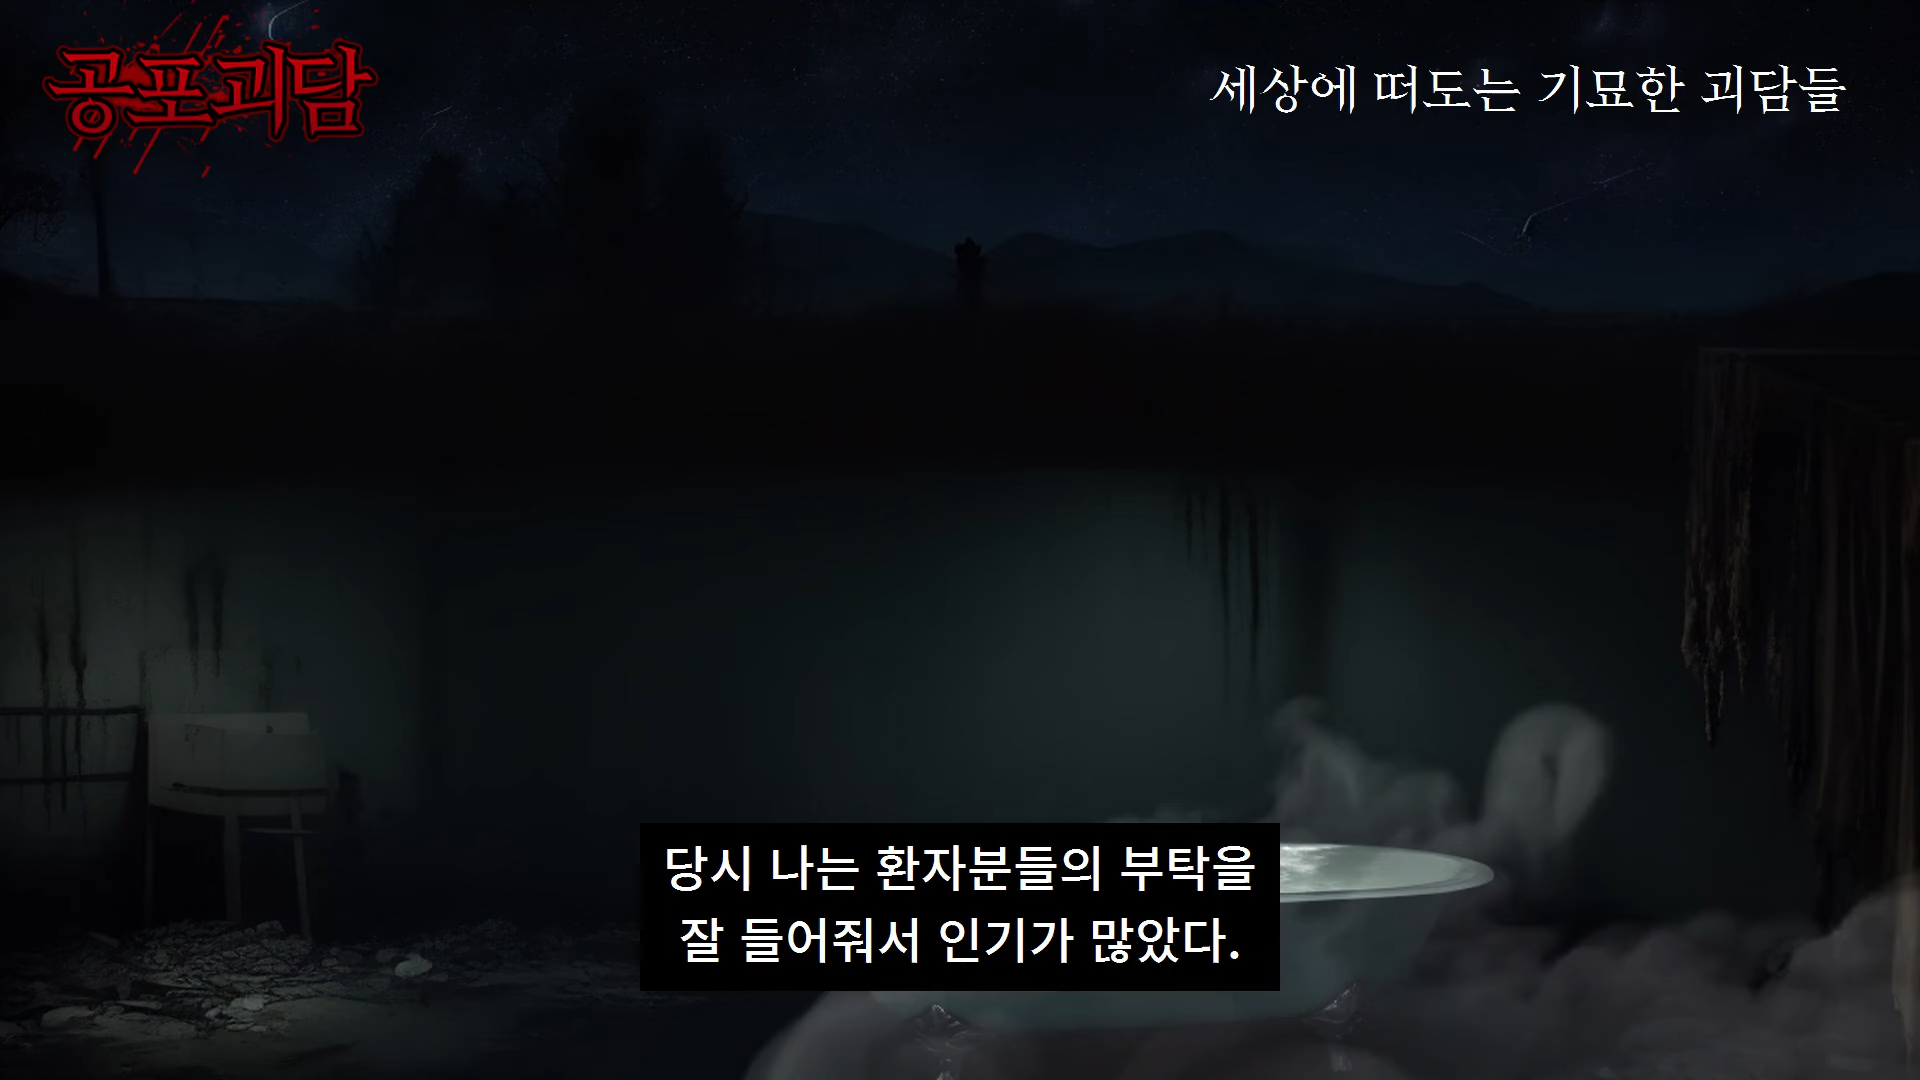 공포괴담
세상에 떠도는 기묘한 괴담들
당시 나는 환자분들의 부탁을
잘 들어줘서 인기가 많았다.